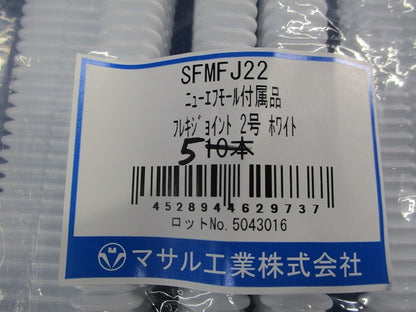 SFMFJ22
ﾆｭｰｴﾌﾓｰﾙ付属品
ﾌﾚｷｼﾞｮｲﾝﾄ 2号 ﾎﾜｲﾄ
5 10本
4528944629737
ロットNo.5043016
M マサル工業株式会社